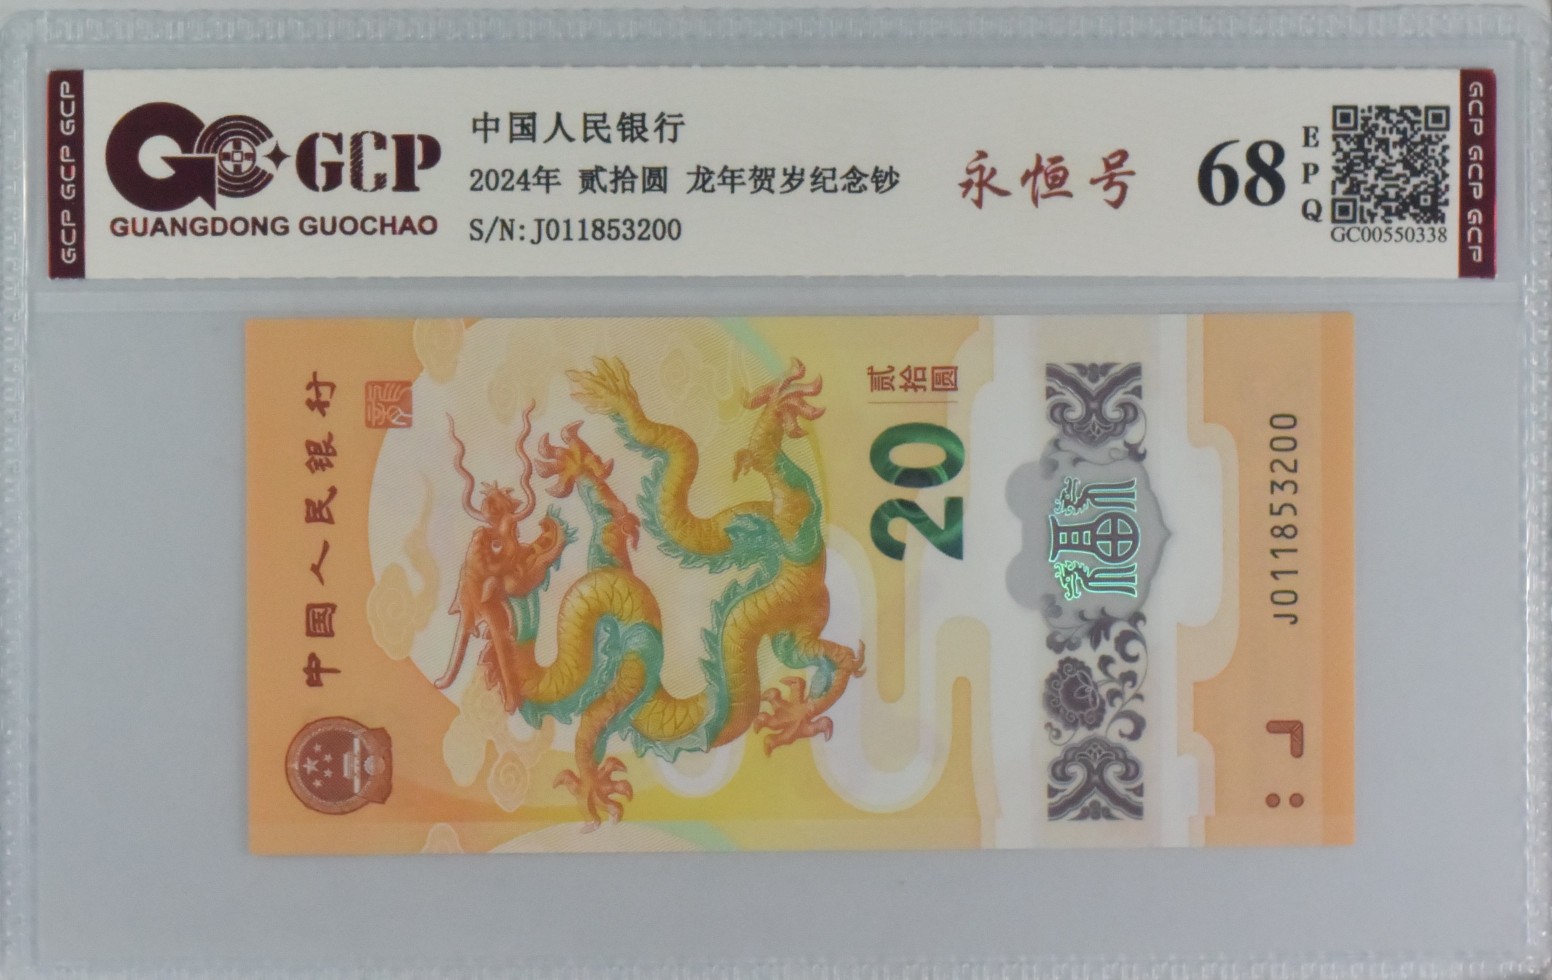 GCP GCP GCP
GCP
GUANGDONG GUOCHAO
中国人民银行
2024年 贰拾圆 龙年贺岁纪念钞
S/N:J011853200
永恒号
68
EPQ
GC00550338
GCP GCP GCP
中国人民银行
贰拾圆
20
J011853200